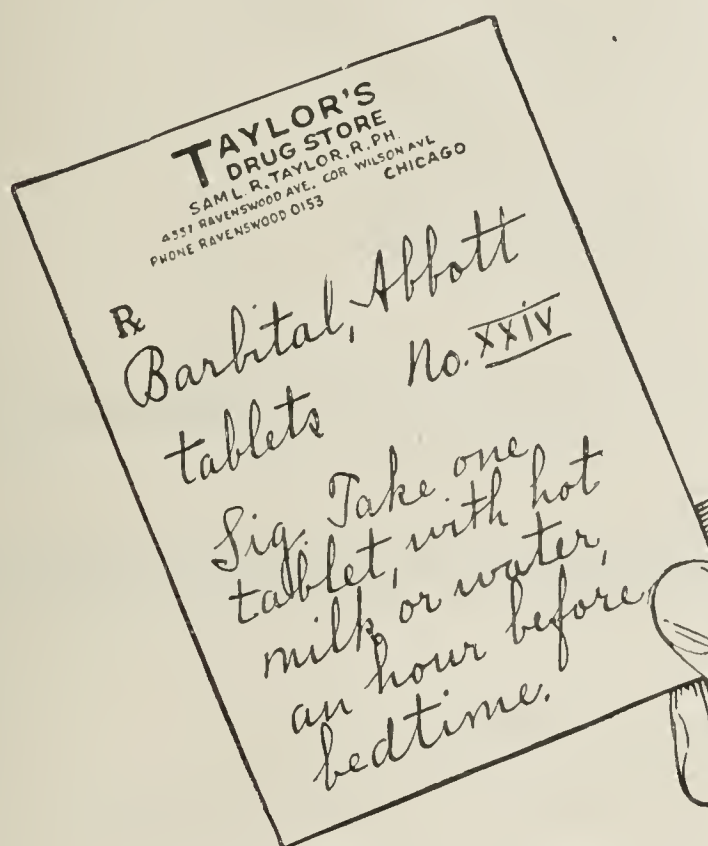 TAYLOR'S
DRUG STORE
SAM L. R. TAYLOR, R. PH.
4557 RAVENSWOOD AVE. COR WILSON AVE
PHONE RAVENSWOOD 0153 CHICAGO
℞
Barbital, Abbott
tablets No. XXIV
Sig. Take one
tablet, with hot
milk or water,
an hour before
bedtime.